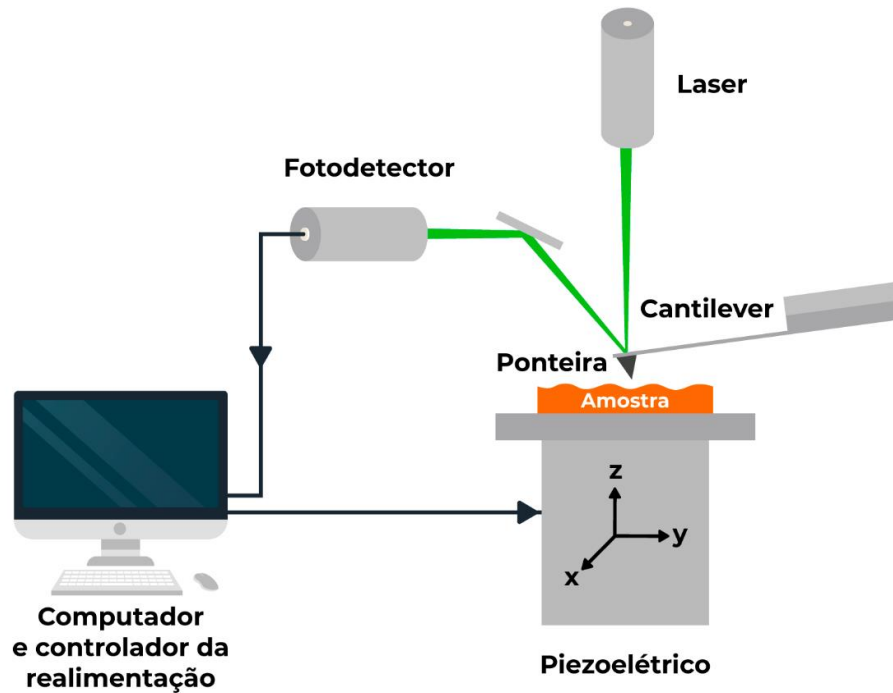 Laser
Fotodetector
Cantilever
Ponteira
Amostra
z
y
x
Computador
e controlador da
realimentação
Piezoelétrico